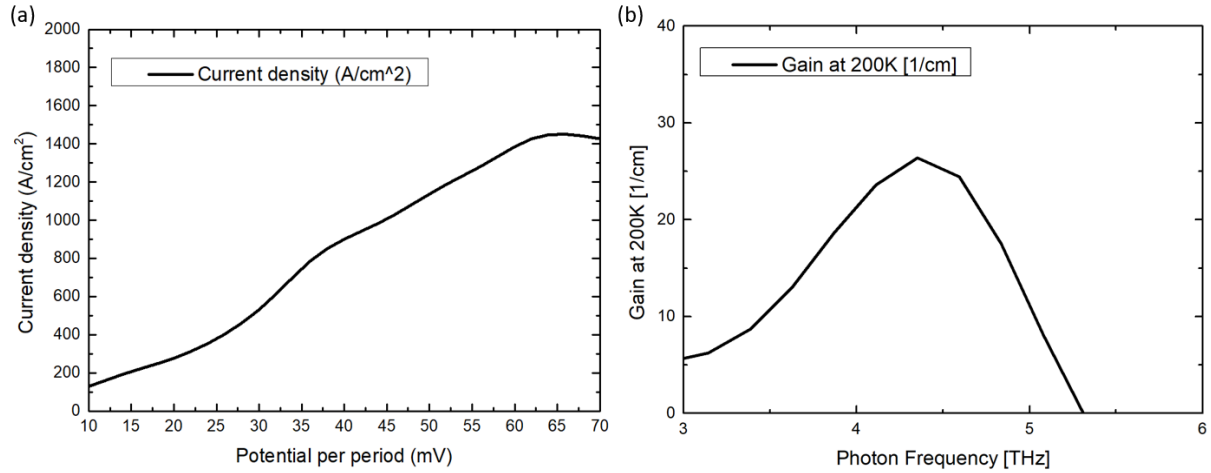 (a)
2000
1800
1600
1400
1200
1000
800
600
400
200
0
Current density (A/cm²)
Current density (A/cm^2)
10 15 20 25 30 35 40 45 50 55 60 65 70
Potential per period (mV)
(b)
40
30
20
10
0
Gain at 200K [1/cm]
Gain at 200K [1/cm]
3 4 5 6
Photon Frequency [THz]